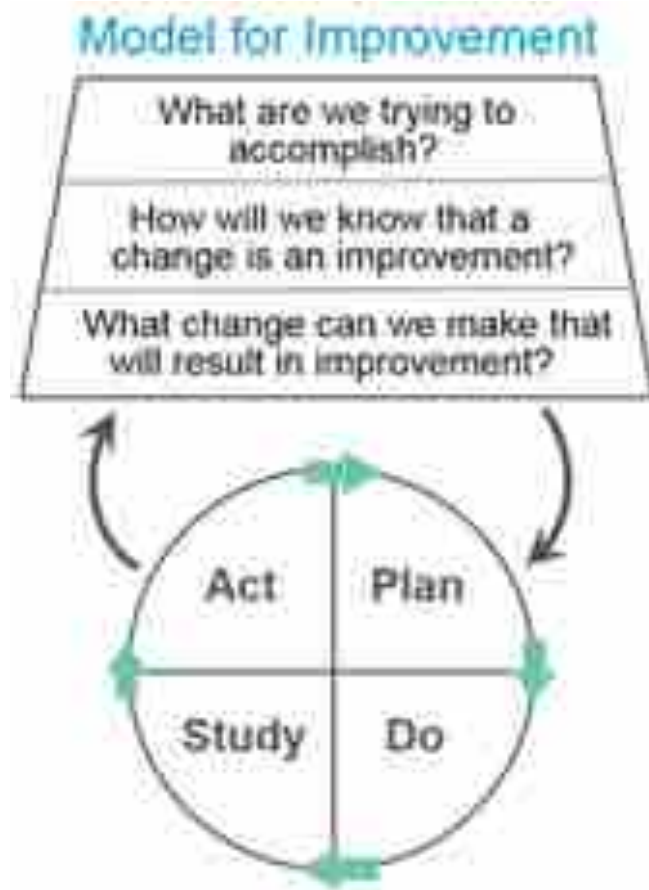 Model for Improvement
What are we trying to
accomplish?
How will we know that a
change is an improvement?
What change can we make that
will result in improvement?
Act
Plan
Study
Do